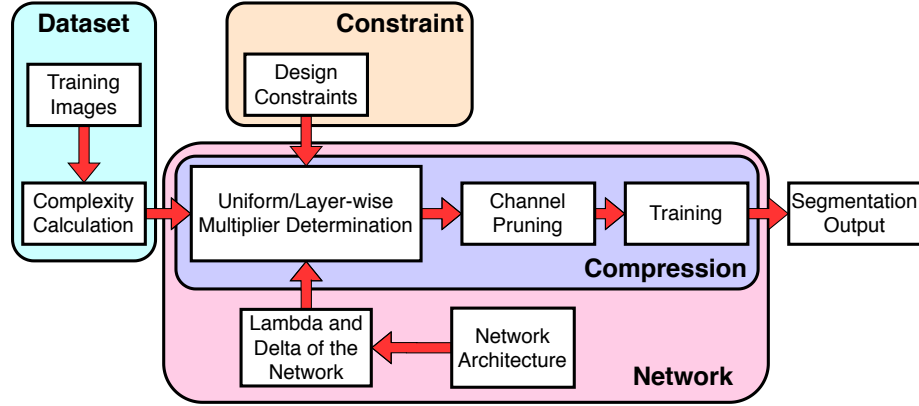 Dataset
Training
Images
Complexity
Calculation
Constraint
Design
Constraints
Uniform/Layer-wise
Multiplier Determination
Channel
Pruning
Training
Compression
Segmentation
Output
Lambda and
Delta of the
Network
Network
Architecture
Network